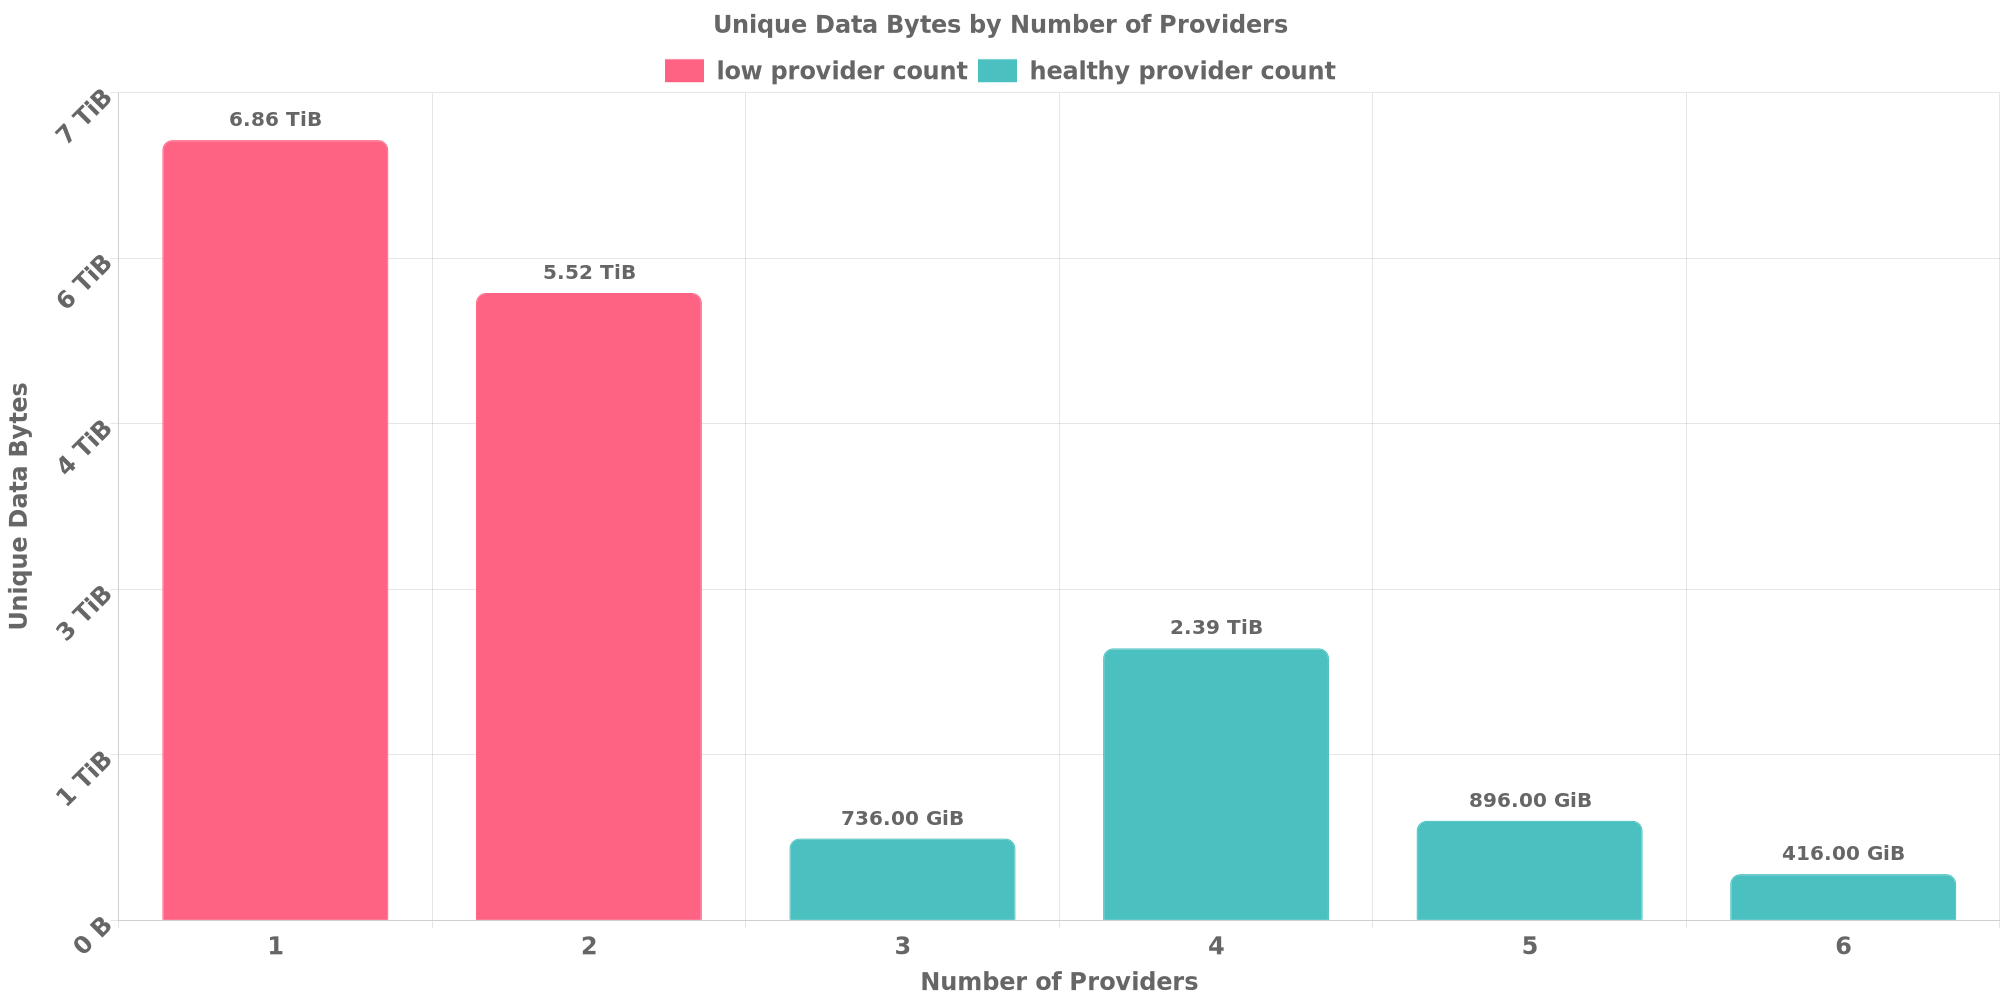 Unique Data Bytes by Number of Providers
low provider count healthy provider count
7 TiB
6 TiB
4 TiB
3 TiB
1 TiB
0 B
Unique Data Bytes
6.86 TiB
5.52 TiB
736.00 GiB
2.39 TiB
896.00 GiB
416.00 GiB
1 2 3 4 5 6
Number of Providers